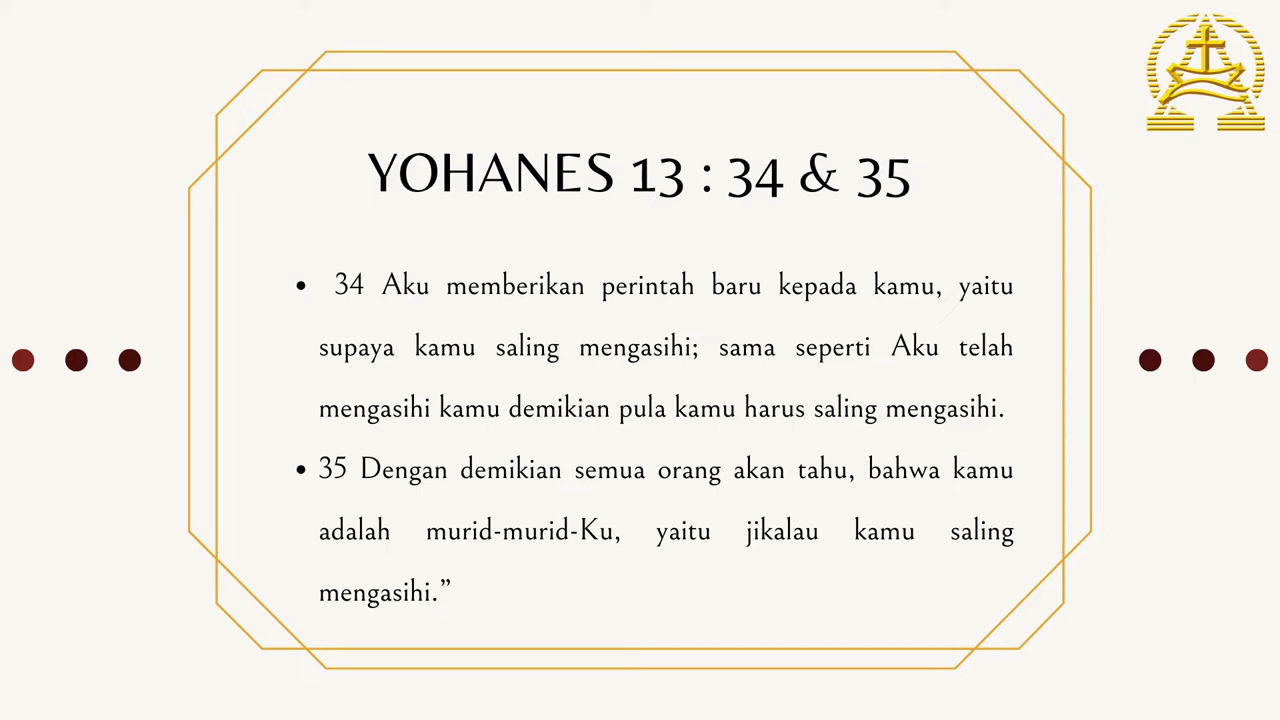 YOHANES 13 : 34 & 35
• 34 Aku memberikan perintah baru kepada kamu, yaitu
supaya kamu saling mengasihi; sama seperti Aku telah
mengasihi kamu demikian pula kamu harus saling mengasihi.
• 35 Dengan demikian semua orang akan tahu, bahwa kamu
adalah murid-murid-Ku, yaitu jikalau kamu saling
mengasihi.”